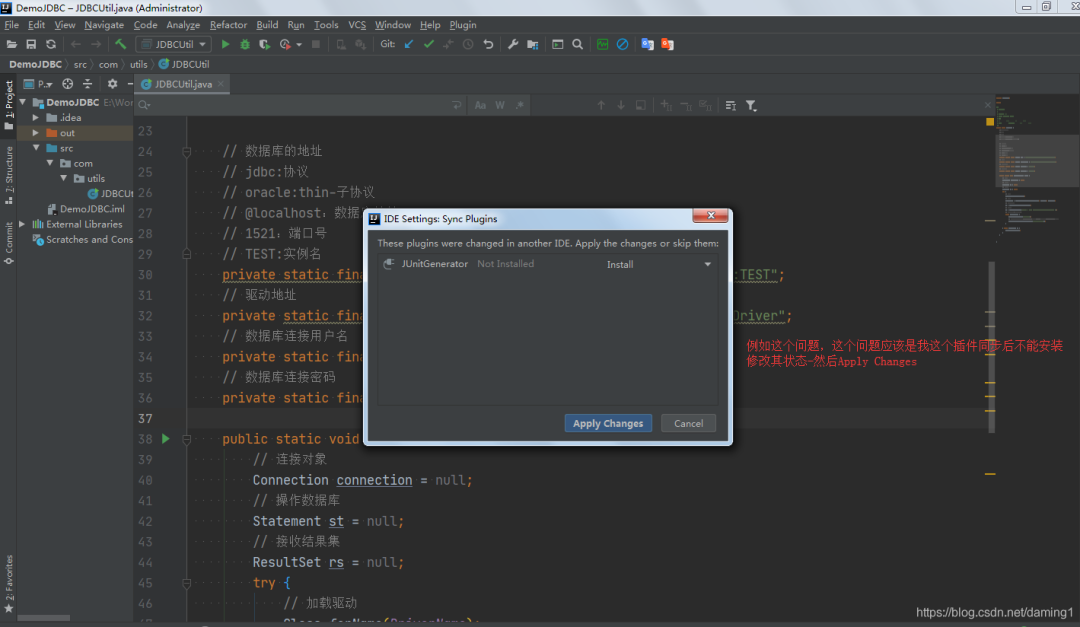 DemoJDBC – JDBCUtil.java (Administrator)
File Edit View Navigate Code Analyze Refactor Build Run Tools VCS Window Help Plugin
JDBCUtil
Git:
DemoJDBC src com utils JDBCUtil
1: Project
P..
JDBCUtil.java
DemoJDBC E:\Wor
Aa W .*
.idea
out
src
com
utils
JDBCUt
DemoJDBC.iml
External Libraries
Scratches and Cons
7: Structure
Commit
2: Favorites
23
24 // 数据库的地址
25 // jdbc:协议
26 // oracle:thin-子协议
27 // @localhost：数据
28 // 1521：端口号
29 // TEST:实例名
30 private static fina :TEST";
31 // 驱动地址
32 private static fina Driver";
33 // 数据库连接用户名
34 private static fina
35 // 数据库连接密码
36 private static fina
37
38 public static void
39 // 连接对象
40 Connection connection = null;
41 // 操作数据库
42 Statement st = null;
43 // 接收结果集
44 ResultSet rs = null;
45 try {
46 // 加载驱动
IDE Settings: Sync Plugins
These plugins were changed in another IDE. Apply the changes or skip them:
JUnitGenerator Not Installed Install
Apply Changes Cancel
例如这个问题，这个问题应该是我这个插件同步后不能安装
修改其状态-然后Apply Changes
https://blog.csdn.net/daming1